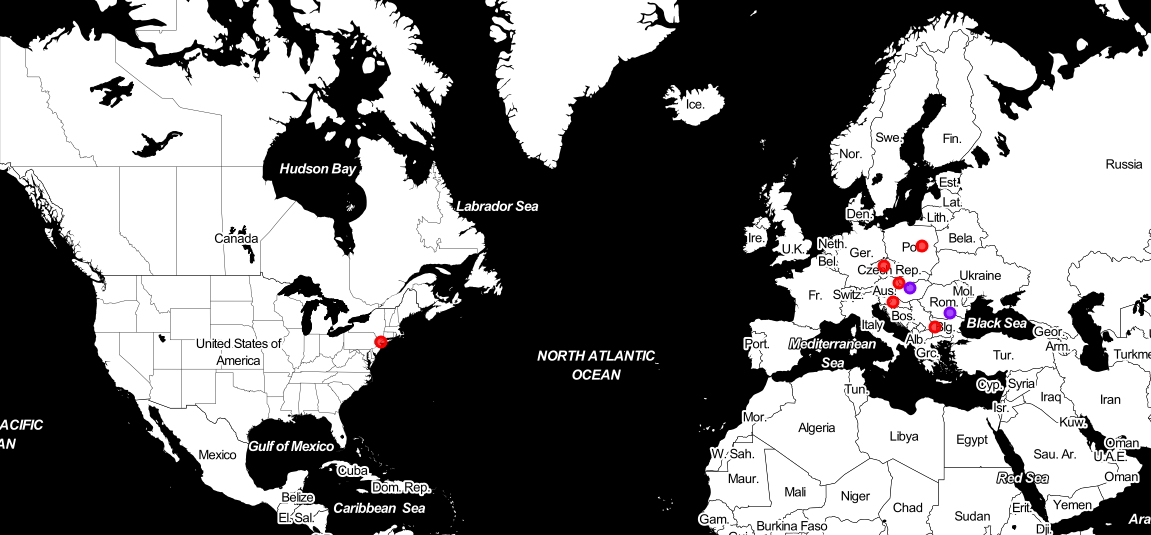 Ice.
Swe.
Fin.
Nor.
Russia
Hudson Bay
Est.
Labrador Sea
Lat.
Den.
Lith.
Canada
Ire.
U.K.
Neth.
Bela.
Ger.
Bel.
Czech Rep.
Ukraine
Fr.
Switz.
Aus.
Mol.
Rom.
Bos.
Italy
Black Sea
Geor.
United States of
America
Port.
Mediterranean
Sea
Alb.
Grc.
Arm.
Tur.
NORTH ATLANTIC
OCEAN
Cyp.
Syria
Tun.
Isr.
Iraq
Iran
Mor.
Algeria
Libya
Egypt
Kuw.
Gulf of Mexico
Mexico
W. Sah.
Sau. Ar.
Oman
U.A.E.
Cuba
Maur.
Red Sea
Oman
Dom. Rep.
Mali
Niger
Belize
Caribbean Sea
Chad
Yemen
El. Sal.
Gam.
Burkina Faso
Sudan
Erit.